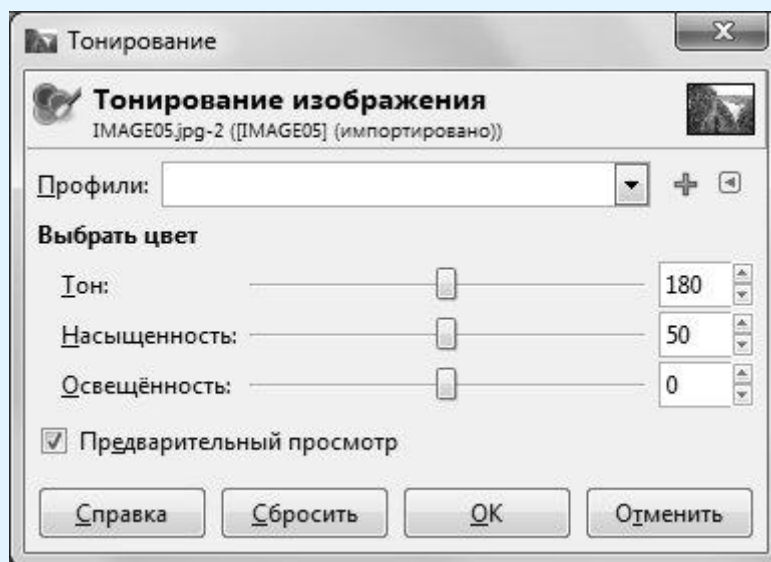 Тонирование
Тонирование изображения
IMAGE05.jpg-2 ([IMAGE05] (импортировано))
Профили:
Выбрать цвет
Тон: 180
Насыщенность: 50
Освещённость: 0
Предварительный просмотр
Справка Сбросить OK Отменить